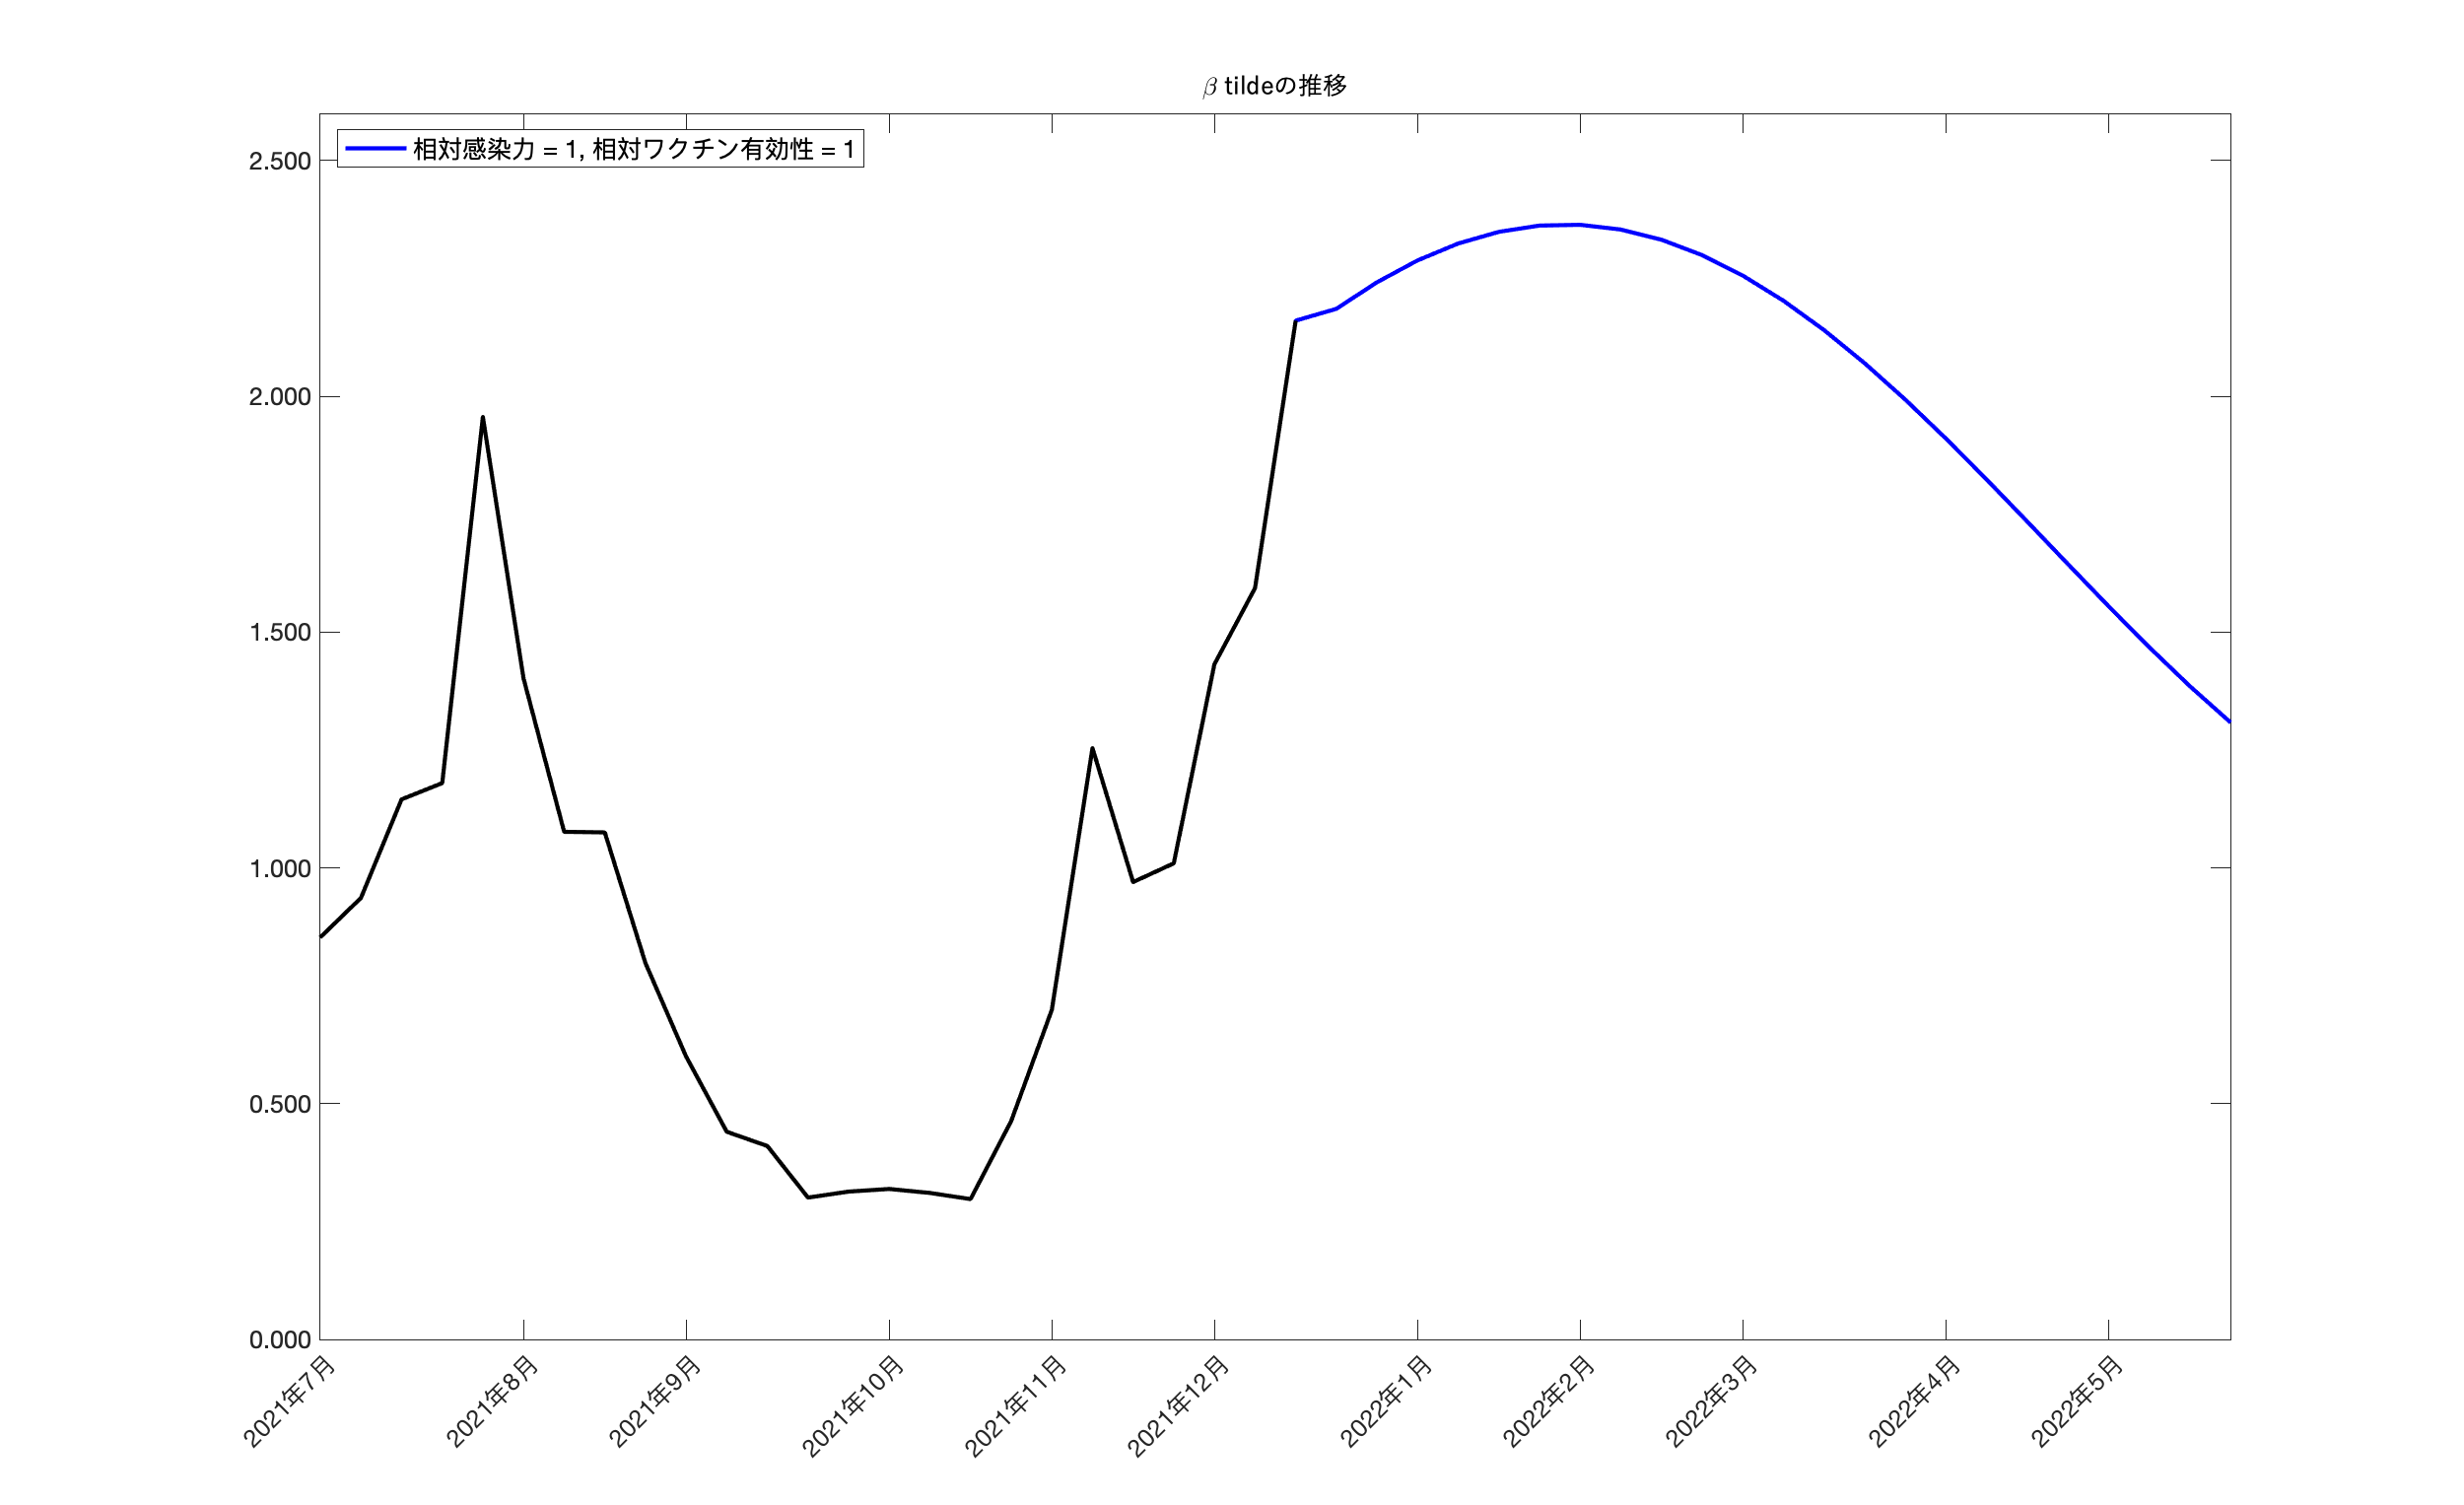 β tildeの推移
相対感染力 = 1, 相対ワクチン有効性 = 1
2.500
2.000
1.500
1.000
0.500
0.000
2021年7月
2021年8月
2021年9月
2021年10月
2021年11月
2021年12月
2022年1月
2022年2月
2022年3月
2022年4月
2022年5月